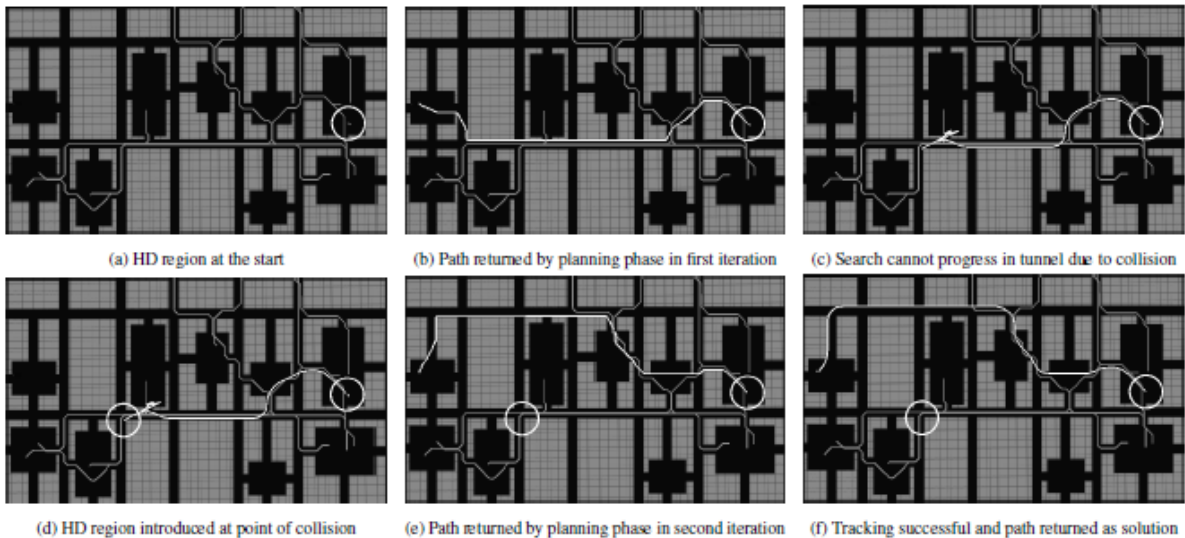 (a) HD region at the start
(b) Path returned by planning phase in first iteration
(c) Search cannot progress in tunnel due to collision
(d) HD region introduced at point of collision
(e) Path returned by planning phase in second iteration
(f) Tracking successful and path returned as solution